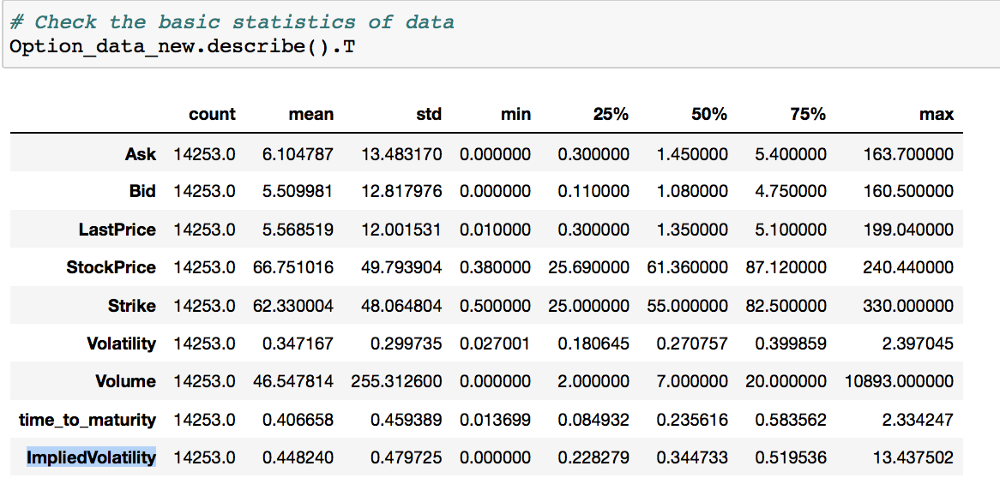 # Check the basic statistics of data
Option_data_new.describe().T
count mean std min 25% 50% 75% max
Ask 14253.0 6.104787 13.483170 0.000000 0.300000 1.450000 5.400000 163.700000
Bid 14253.0 5.509981 12.817976 0.000000 0.110000 1.080000 4.750000 160.500000
LastPrice 14253.0 5.568519 12.001531 0.010000 0.300000 1.350000 5.100000 199.040000
StockPrice 14253.0 66.751016 49.793904 0.380000 25.690000 61.360000 87.120000 240.440000
Strike 14253.0 62.330004 48.064804 0.500000 25.000000 55.000000 82.500000 330.000000
Volatility 14253.0 0.347167 0.299735 0.027001 0.180645 0.270757 0.399859 2.397045
Volume 14253.0 46.547814 255.312600 0.000000 2.000000 7.000000 20.000000 10893.000000
time_to_maturity 14253.0 0.406658 0.459389 0.013699 0.084932 0.235616 0.583562 2.334247
ImpliedVolatility 14253.0 0.448240 0.479725 0.000000 0.228279 0.344733 0.519536 13.437502